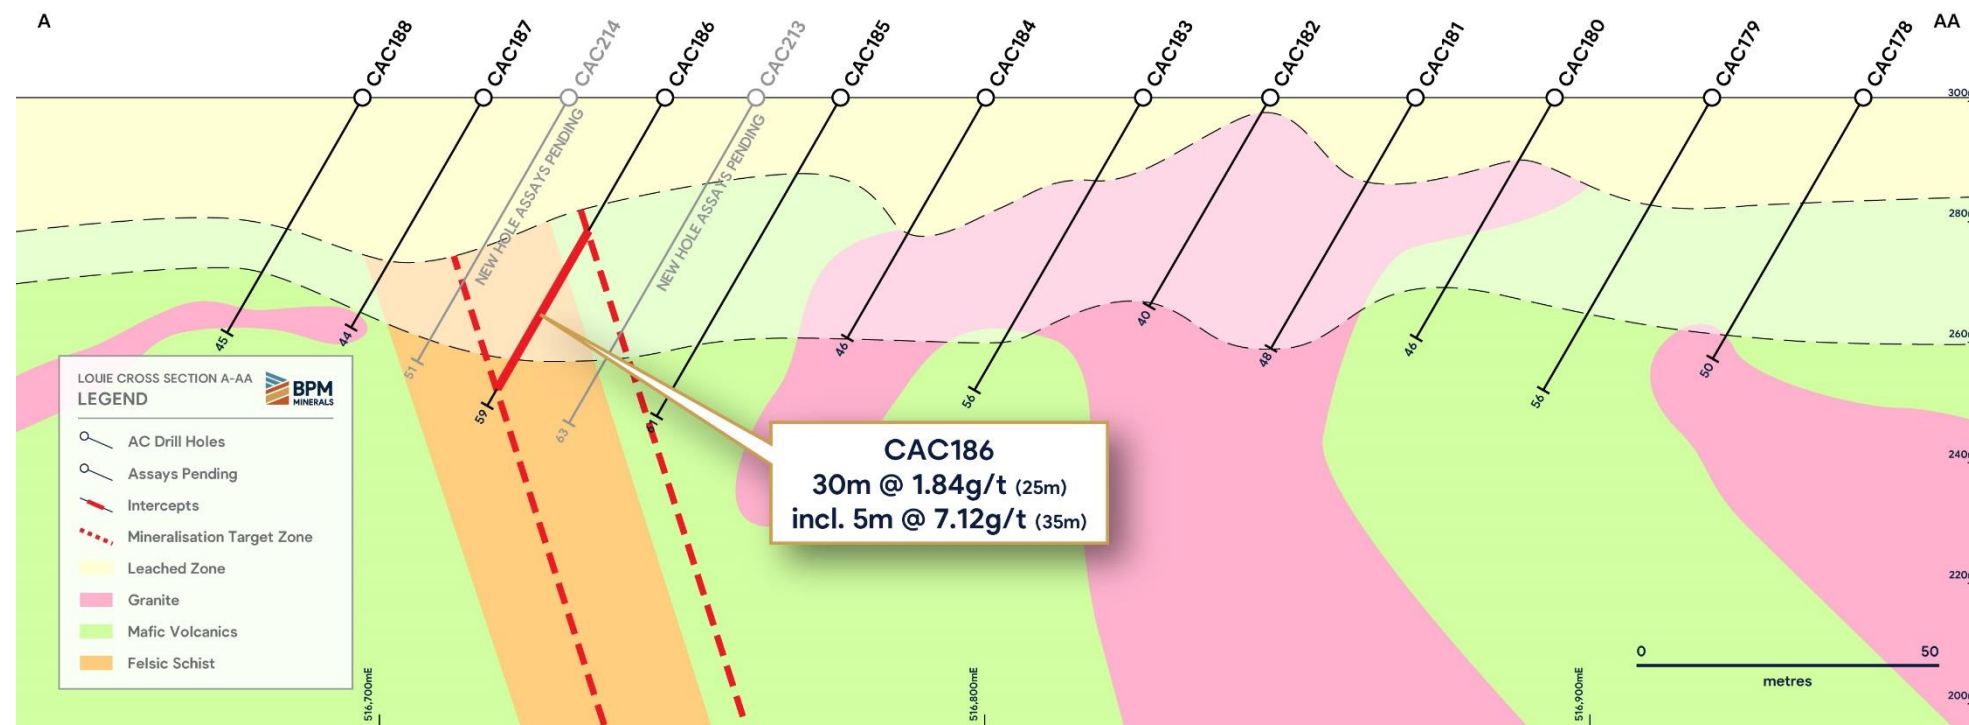 A
AA
CAC188
CAC187
CAC214
CAC186
CAC213
CAC185
CAC184
CAC183
CAC182
CAC181
CAC180
CAC179
CAC178
NEW HOLE ASSAYS PENDING
NEW HOLE ASSAYS PENDING
300
280
260
240
220
200
45
44
51
59
63
61
46
56
40
48
46
56
50
LOUIE CROSS SECTION A-AA
LEGEND
BPM
MINERALS
AC Drill Holes
Assays Pending
Intercepts
Mineralisation Target Zone
Leached Zone
Granite
Mafic Volcanics
Felsic Schist
CAC186
30m @ 1.84g/t (25m)
incl. 5m @ 7.12g/t (35m)
516,700mE
516,800mE
516,900mE
0 50
metres